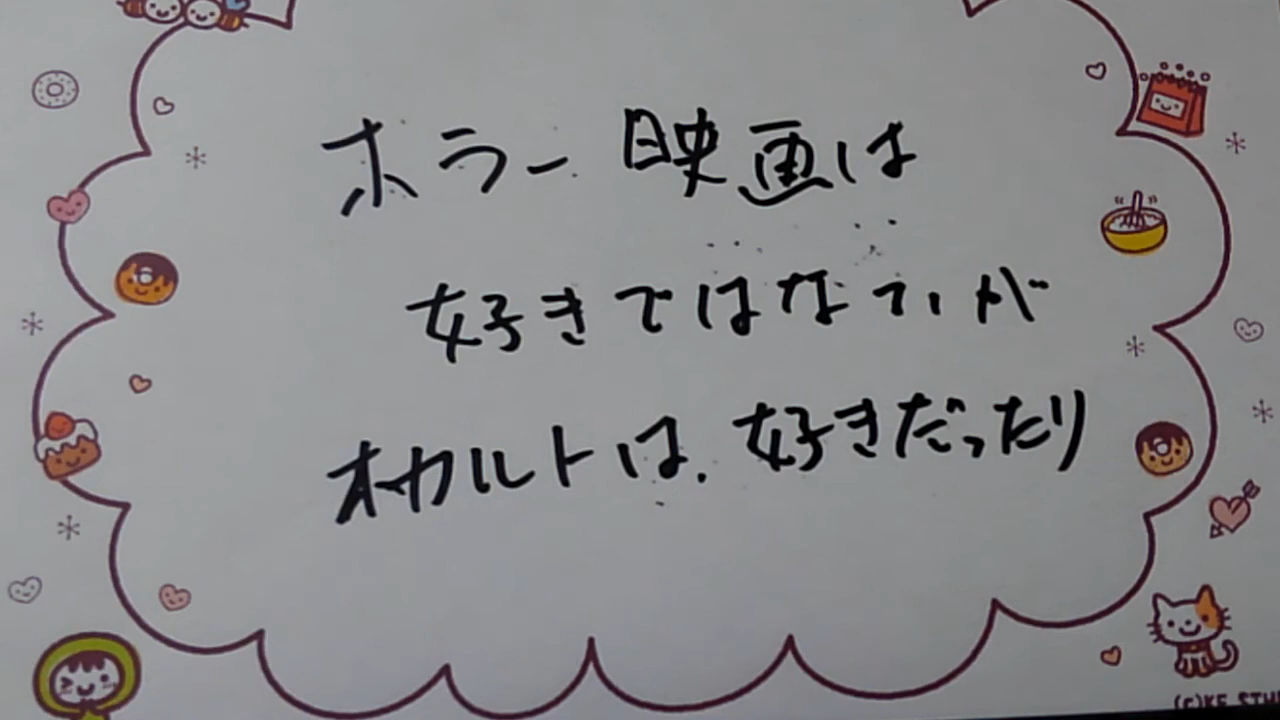 ホラー映画は
好きではないが
オカルトは.好きだったり